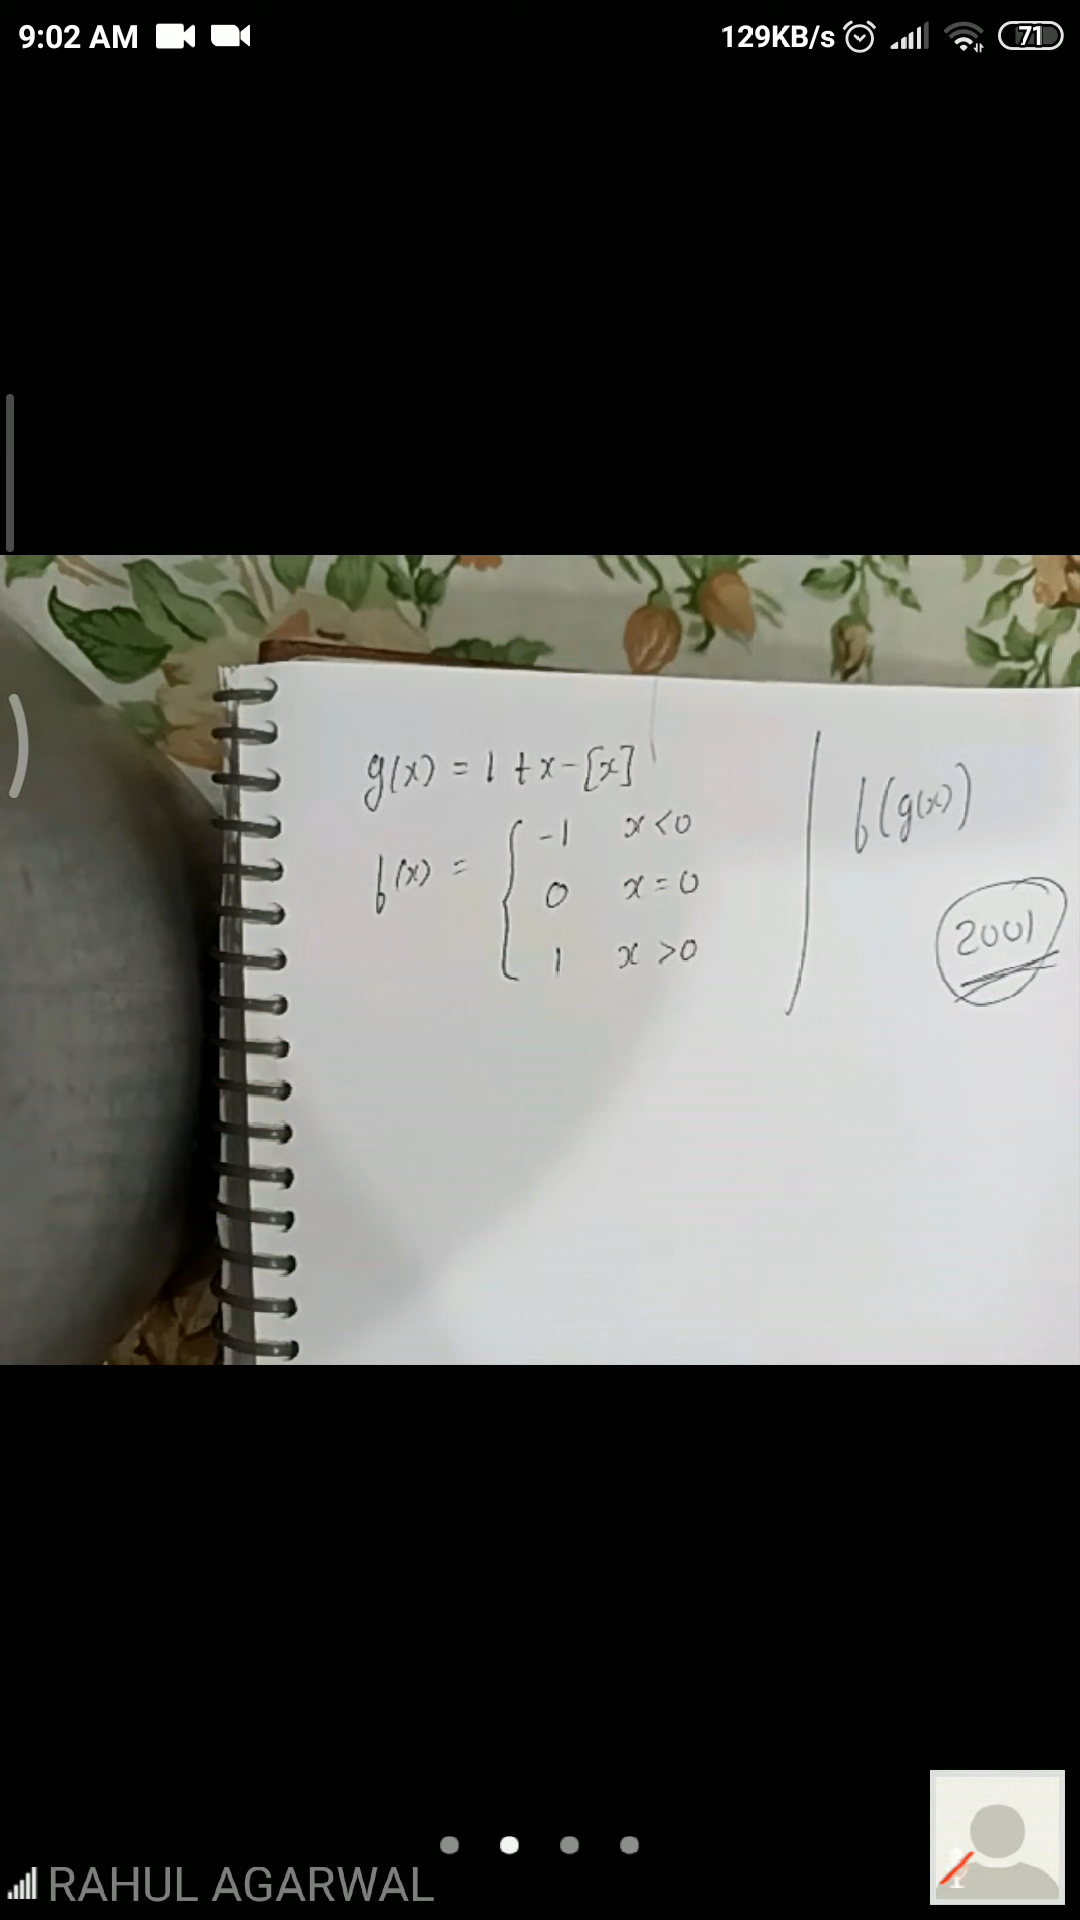 9:02 AM
129KB/s
71
g(x) = 1 + x - [x]
f(x) = { -1 x < 0
0 x = 0
1 x > 0
f(g(x))
2001
RAHUL AGARWAL